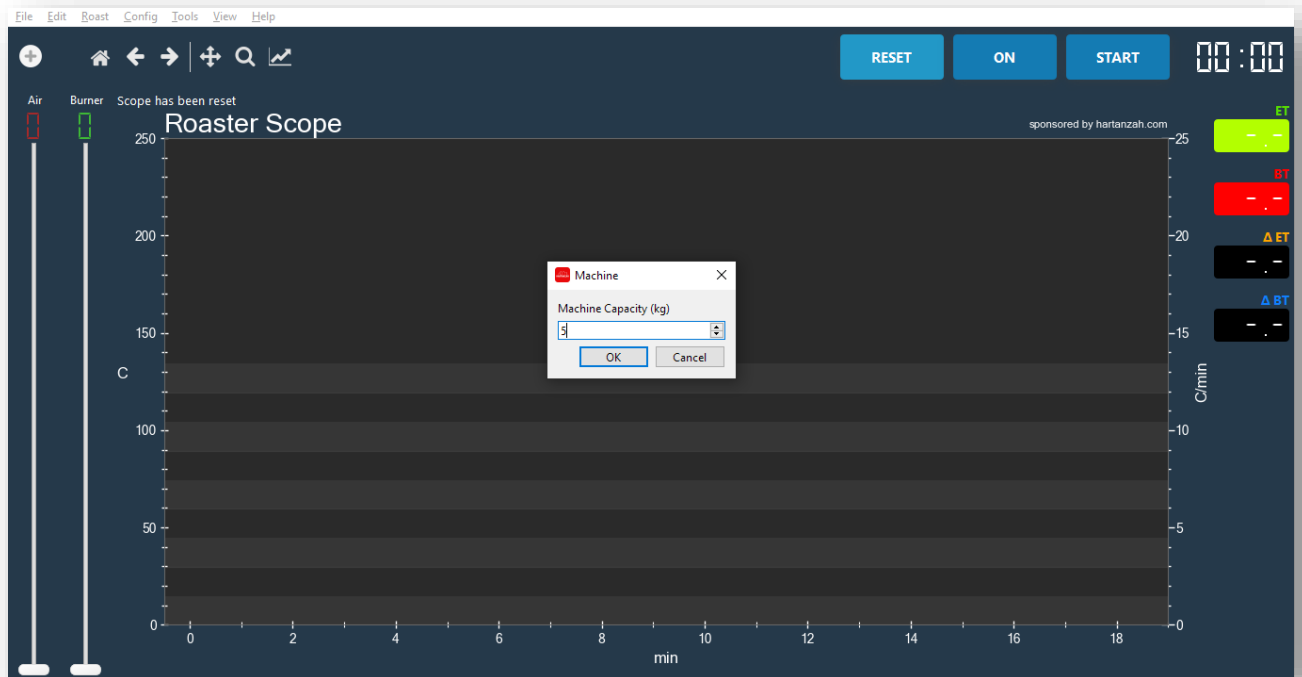 File Edit Roast Config Tools View Help
RESET ON START 00:00
Air Burner Scope has been reset
0 0
Roaster Scope
sponsored by hartanzah.com
ET
-.-
BT
-.-
Δ ET
-.-
Δ BT
-.-
Machine
Machine Capacity (kg)
5
OK Cancel
250
200
150
C
100
50
0
25
20
15
C/min
10
5
0
0 2 4 6 8 10 12 14 16 18
min